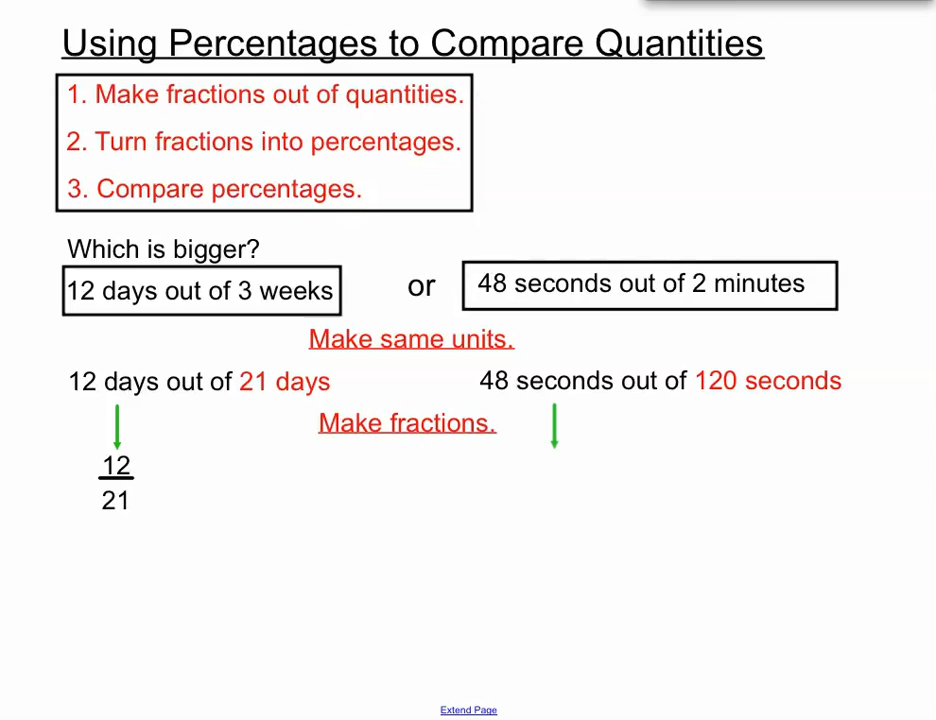 Using Percentages to Compare Quantities
1. Make fractions out of quantities.
2. Turn fractions into percentages.
3. Compare percentages.
Which is bigger?
12 days out of 3 weeks or 48 seconds out of 2 minutes
Make same units.
12 days out of 21 days 48 seconds out of 120 seconds
Make fractions.
12
21
Extend Page